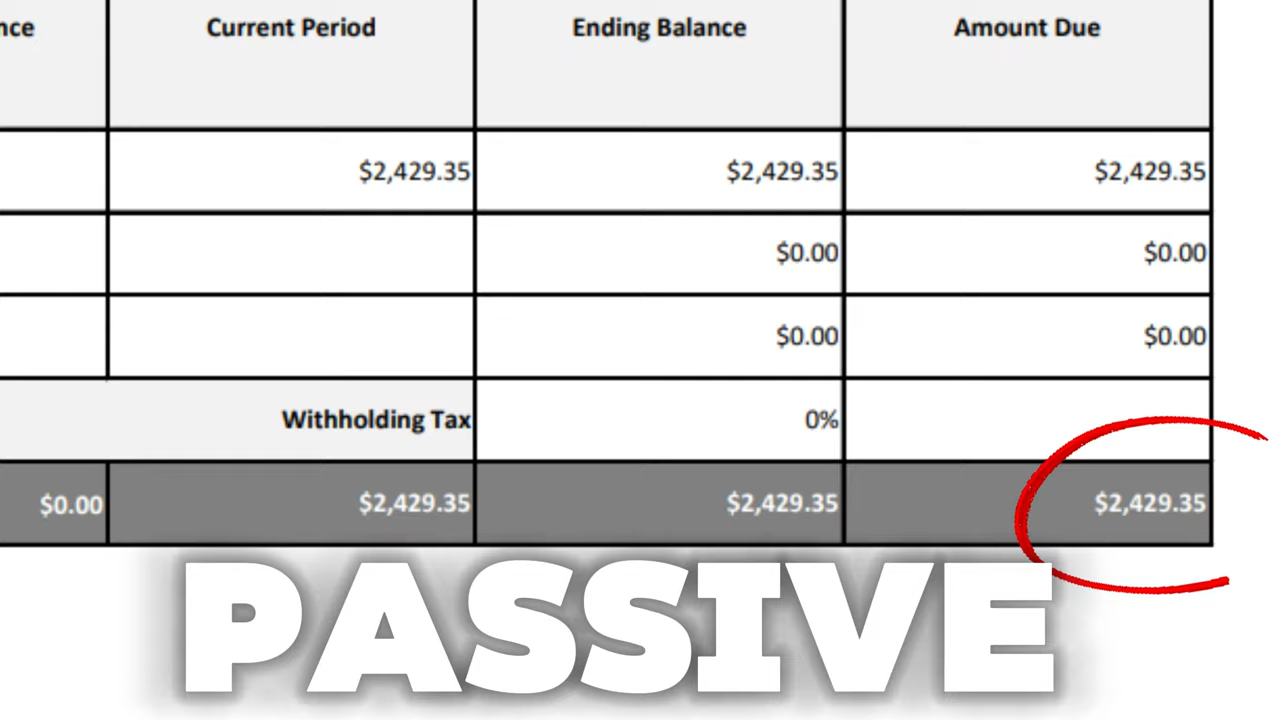 nce Current Period Ending Balance Amount Due
$2,429.35 $2,429.35 $2,429.35
$0.00 $0.00
$0.00 $0.00
Withholding Tax 0%
$0.00 $2,429.35 $2,429.35 $2,429.35
PASSIVE